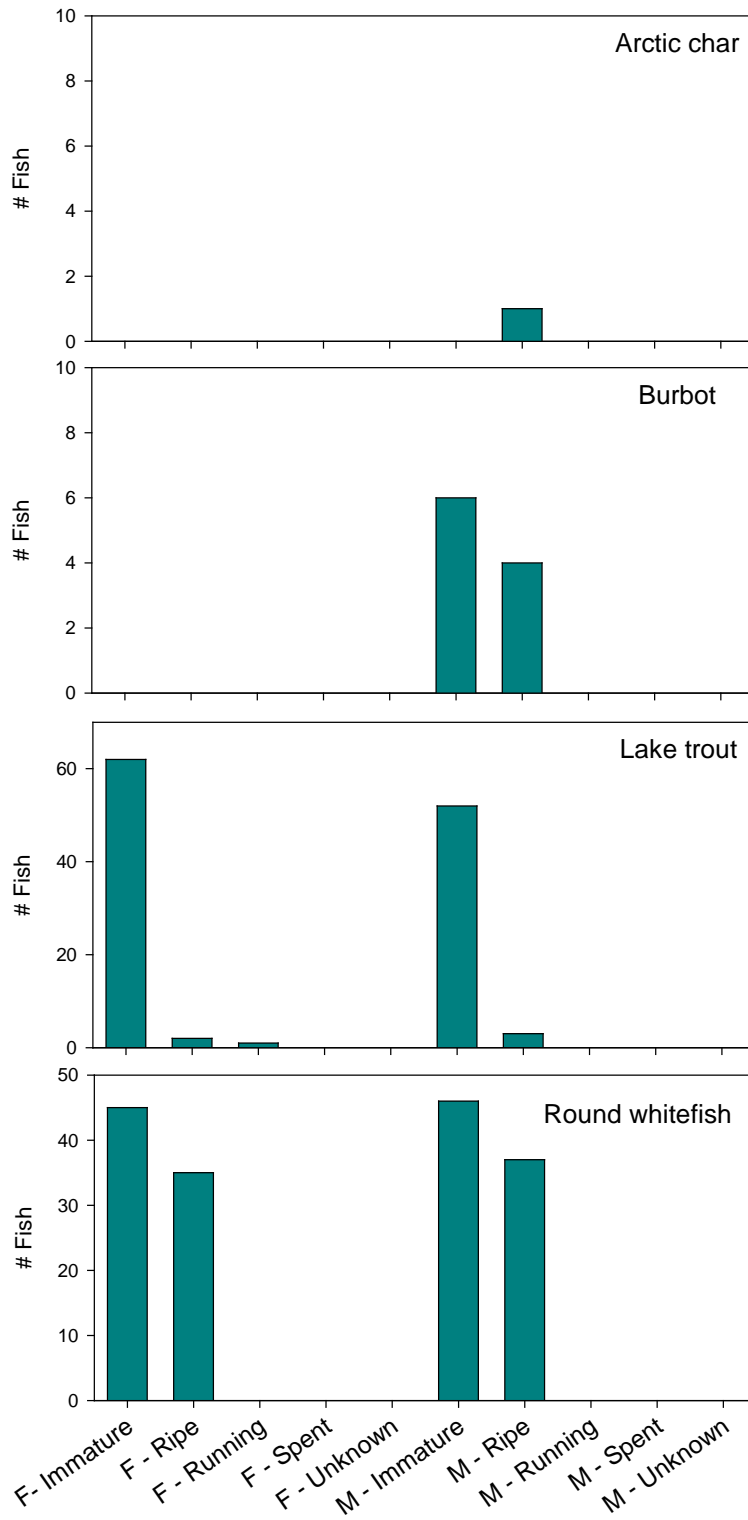 Arctic char
# Fish
10
8
6
4
2
0
Burbot
# Fish
10
8
6
4
2
0
Lake trout
# Fish
60
40
20
0
Round whitefish
# Fish
50
40
30
20
10
0
F- Immature
F - Ripe
F - Running
F - Spent
F - Unknown
M - Immature
M - Ripe
M - Running
M - Spent
M - Unknown